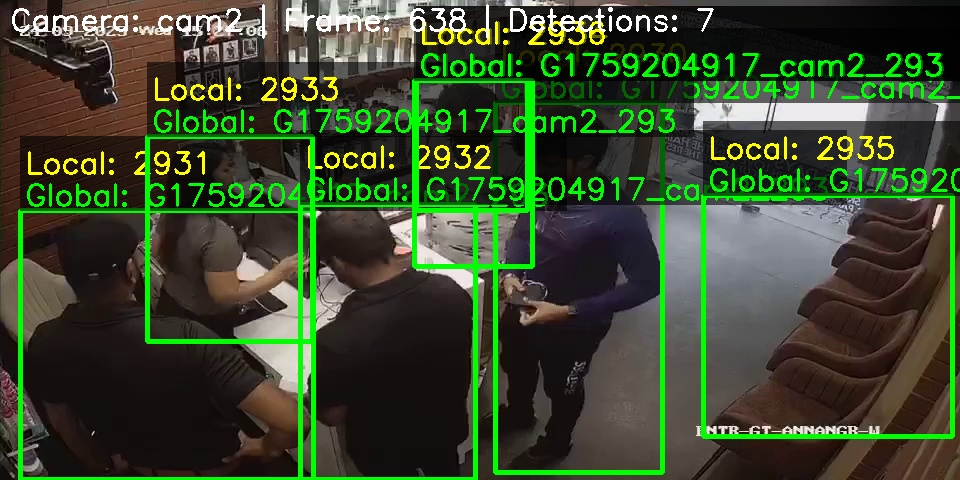 Camera: cam2 | Frame: 638 | Detections: 7
Local: 2936
Global: G1759204917_cam2_293
Local: 2933
Global: G1759204917_cam2_293
Local: 2931
Local: 2932
Local: 2935
Global: G1759204
Global: G1759204917_ca
Global: G175920
ENTR-GT-ANNANGR-W